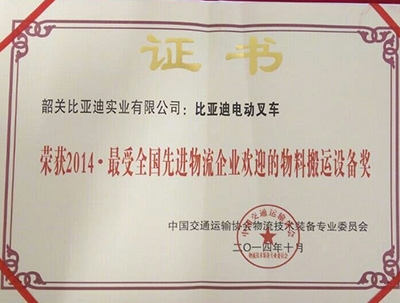 证书
韶关比亚迪实业有限公司：比亚迪电动叉车
荣获2014·最受全国先进物流企业欢迎的物料搬运设备奖
中国交通运输协会物流技术装备专业委员会
二〇一四年十月